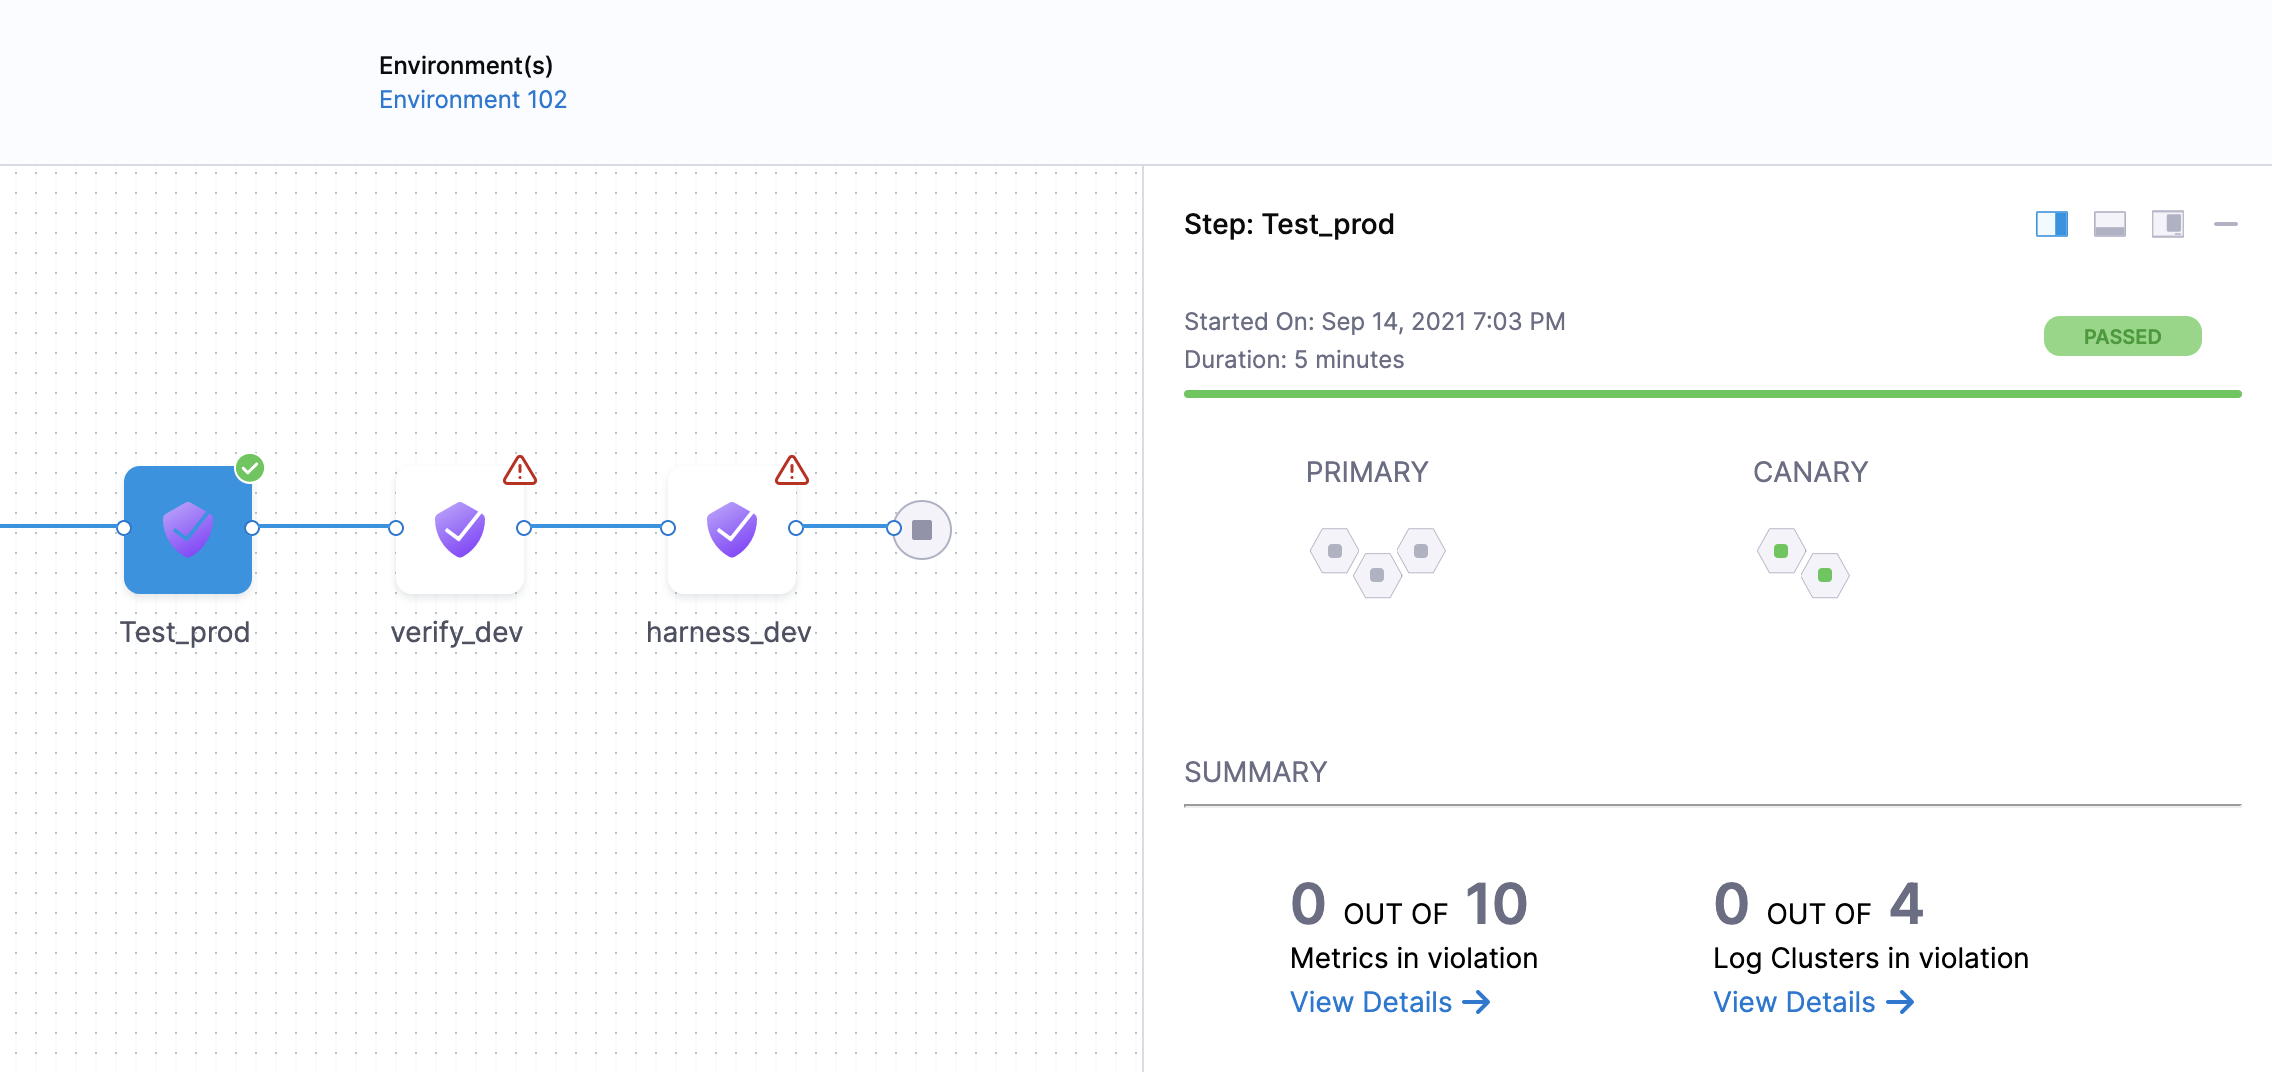 Environment(s)
Environment 102
Test_prod
verify_dev
harness_dev
Step: Test_prod
Started On: Sep 14, 2021 7:03 PM
Duration: 5 minutes
PASSED
PRIMARY
CANARY
SUMMARY
0 OUT OF 10
Metrics in violation
View Details
0 OUT OF 4
Log Clusters in violation
View Details